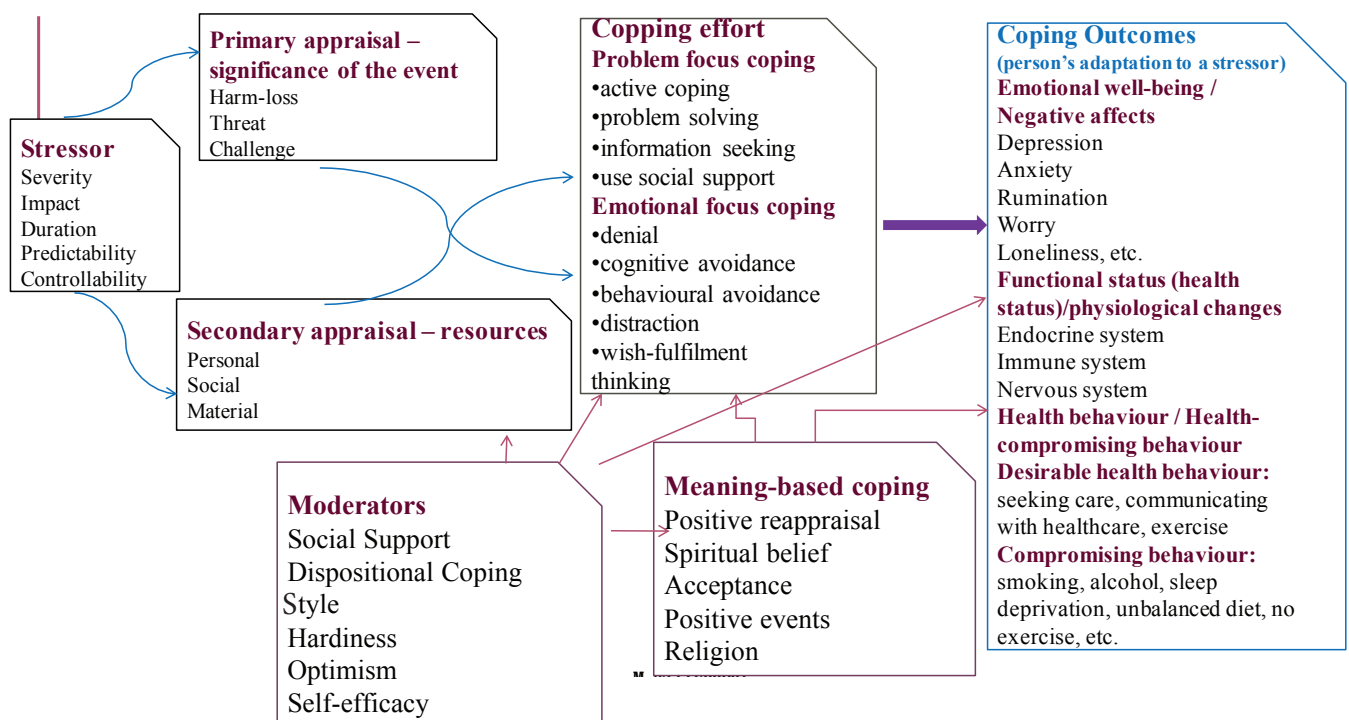 Primary appraisal –
significance of the event
Harm-loss
Threat
Challenge
Stressor
Severity
Impact
Duration
Predictability
Controllability
Secondary appraisal – resources
Personal
Social
Material
Copping effort
Problem focus coping
•active coping
•problem solving
•information seeking
•use social support
Emotional focus coping
•denial
•cognitive avoidance
•behavioural avoidance
•distraction
•wish-fulfilment
thinking
Moderators
Social Support
Dispositional Coping
Style
Hardiness
Optimism
Self-efficacy
Meaning-based coping
Positive reappraisal
Spiritual belief
Acceptance
Positive events
Religion
Coping Outcomes
(person's adaptation to a stressor)
Emotional well-being /
Negative affects
Depression
Anxiety
Rumination
Worry
Loneliness, etc.
Functional status (health
status)/physiological changes
Endocrine system
Immune system
Nervous system
Health behaviour / Health-
compromising behaviour
Desirable health behaviour:
seeking care, communicating
with healthcare, exercise
Compromising behaviour:
smoking, alcohol, sleep
deprivation, unbalanced diet, no
exercise, etc.